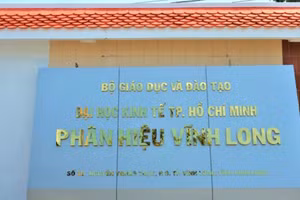 BỘ GIÁO DỤC VÀ ĐÀO TẠO
ĐẠI HỌC KINH TẾ TP. HỒ CHÍ MINH
PHÂN HIỆU VĨNH LONG